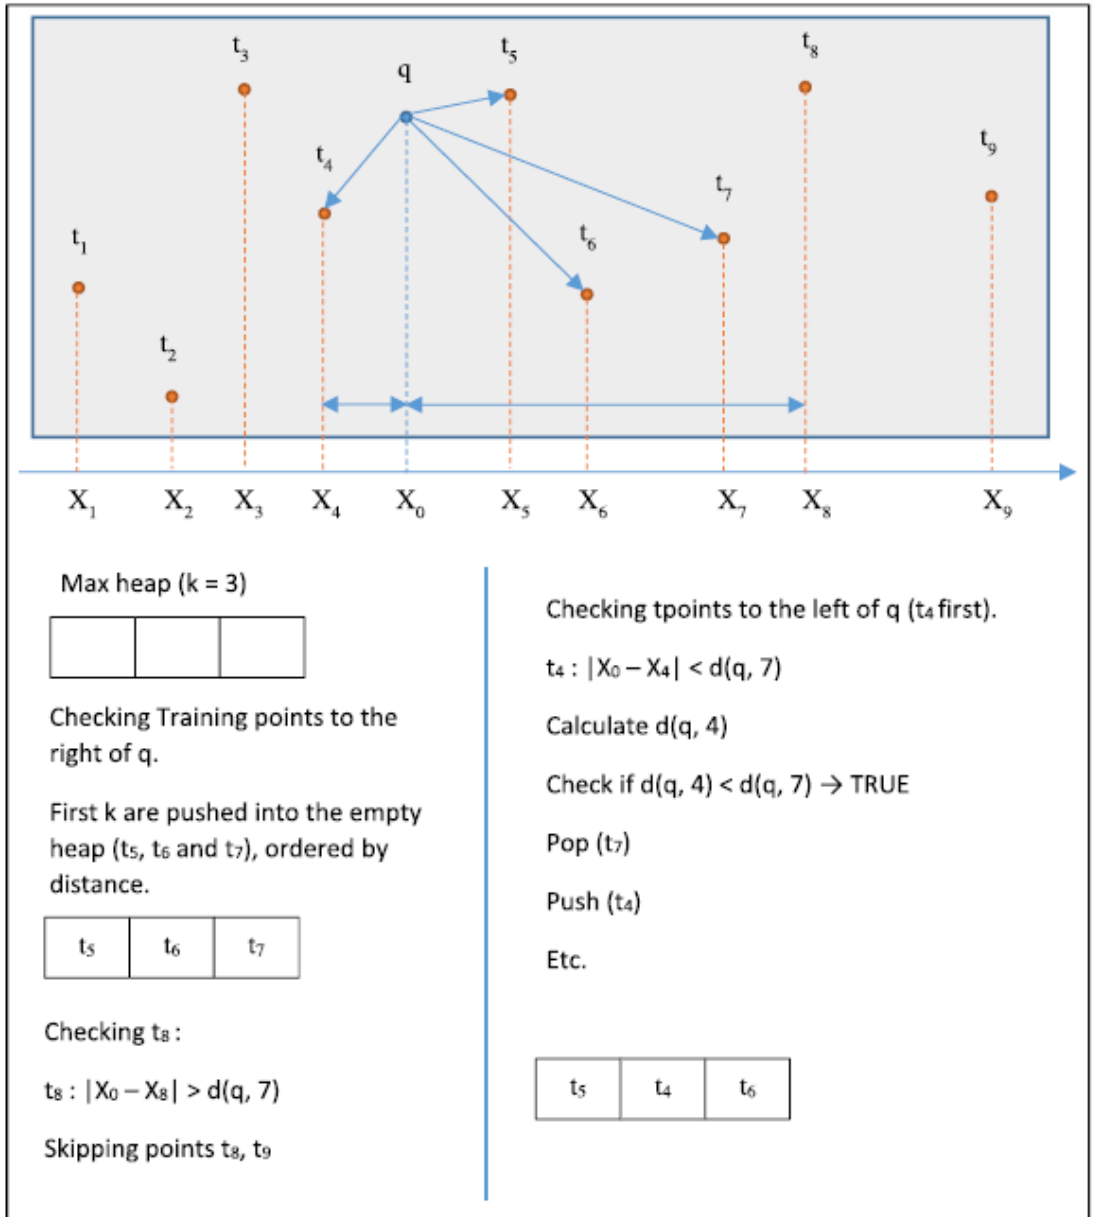 t3
q
t5
t8
t4
t9
t7
t1
t6
t2
X1 X2 X3 X4 X0 X5 X6 X7 X8 X9
Max heap (k = 3)
Checking Training points to the
right of q.
First k are pushed into the empty
heap (t5, t6 and t7), ordered by
distance.
t5 t6 t7
Checking t8 :
t8 : |X0 – X8| > d(q, 7)
Skipping points t8, t9
Checking tpoints to the left of q (t4 first).
t4 : |X0 – X4| < d(q, 7)
Calculate d(q, 4)
Check if d(q, 4) < d(q, 7) → TRUE
Pop (t7)
Push (t4)
Etc.
t5 t4 t6